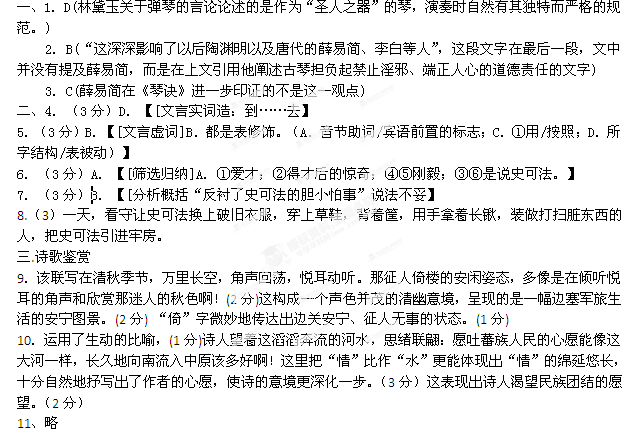 一、1. D(林黛玉关于弹琴的言论论述的是作为“圣人之器”的琴，演奏时自然有其独特而严格的规
范。)
2. B(“这深深影响了以后陶渊明以及唐代的薛易简、李白等人”，这段文字在最后一段，文中
并没有提及薛易简，而是在上文引用他阐述古琴担负起禁止淫邪、端正人心的道德责任的文字)
3. C(薛易简在《琴诀》进一步印证的不是这一观点)
二、4. （3分）D. 【[文言实词造：到……去】
5.（3分）B.【[文言虚词]B．都是表修饰。（A．音节助词/宾语前置的标志；C．①用/按照；D．所
字结构/表被动）】
6. （3分）A. 【[筛选归纳]A．①爱才；②得才后的惊奇；④⑤刚毅；③⑥是说史可法。】
7. （3分）B. 【[分析概括“反衬了史可法的胆小怕事”说法不妥】
8.（3）一天，看守让史可法换上破旧衣服，穿上草鞋，背着筐，用手拿着长锹，装做打扫脏东西的
人，把史可法引进牢房。
三.诗歌鉴赏
9. 该联写在清秋季节，万里长空，角声回荡，悦耳动听。那征人倚楼的安闲姿态，多像是在倾听悦
耳的角声和欣赏那迷人的秋色啊！(2分)这构成一个声色并茂的清幽意境，呈现的是一幅边塞军旅生
活的安宁图景。(2分)“倚”字微妙地传达出边关安宁、征人无事的状态。(1分)
10. 运用了生动的比喻，(1分)诗人望着这滔滔奔流的河水，思绪联翩：愿吐蕃族人民的心愿能像这
大河一样，长久地向南流入中原该多好啊！这里把“情”比作“水”更能体现出“情”的绵延悠长，
十分自然地抒写出了作者的心愿，使诗的意境更深化一步。（3分）这表现出诗人渴望民族团结的愿
望。（2分）
11、略